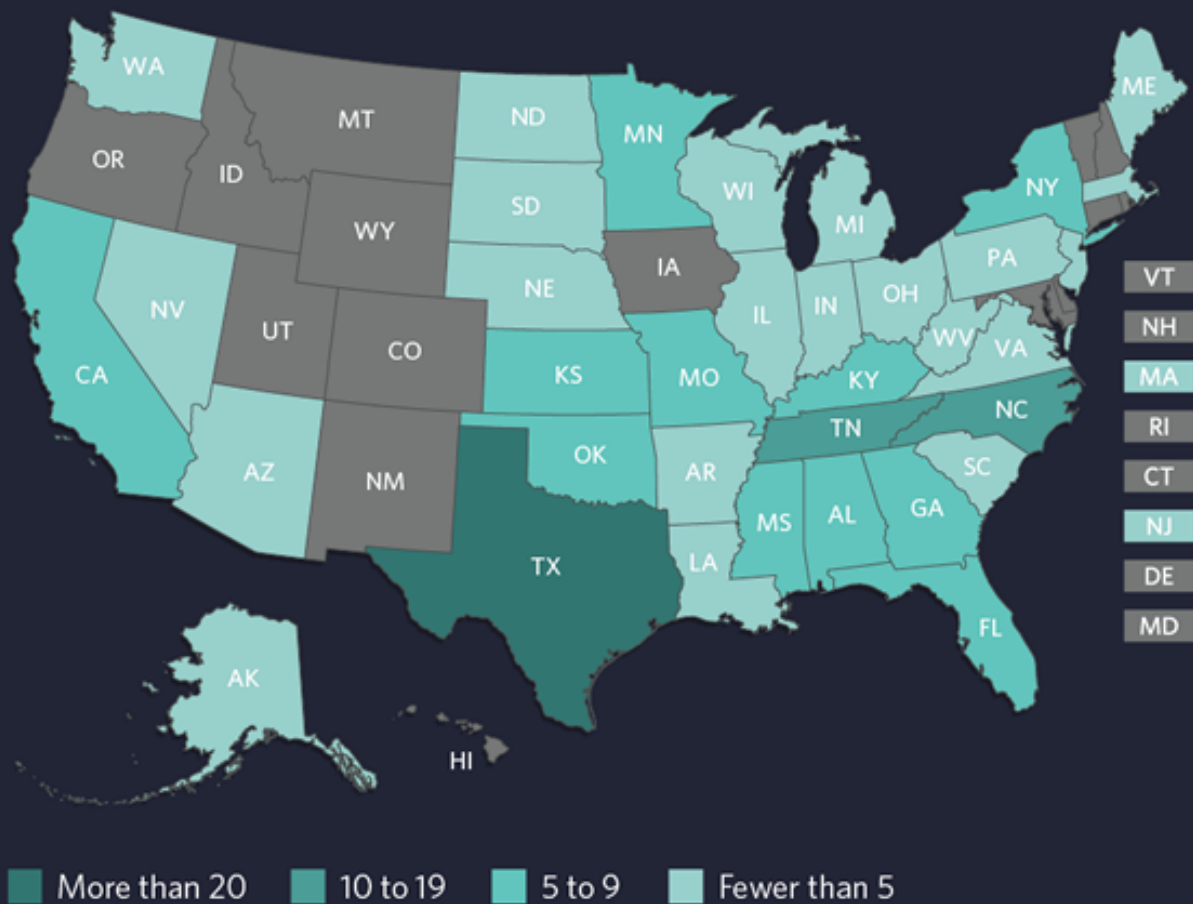 WA
MT
ND
MN
ME
OR
ID
SD
WI
MI
NY
WY
NE
IA
PA
VT
NV
UT
CO
IL
IN
OH
WV
VA
NH
CA
KS
MO
KY
MA
AZ
NM
OK
AR
TN
NC
RI
SC
CT
MS
AL
GA
NJ
TX
LA
DE
FL
MD
AK
HI
More than 20
10 to 19
5 to 9
Fewer than 5